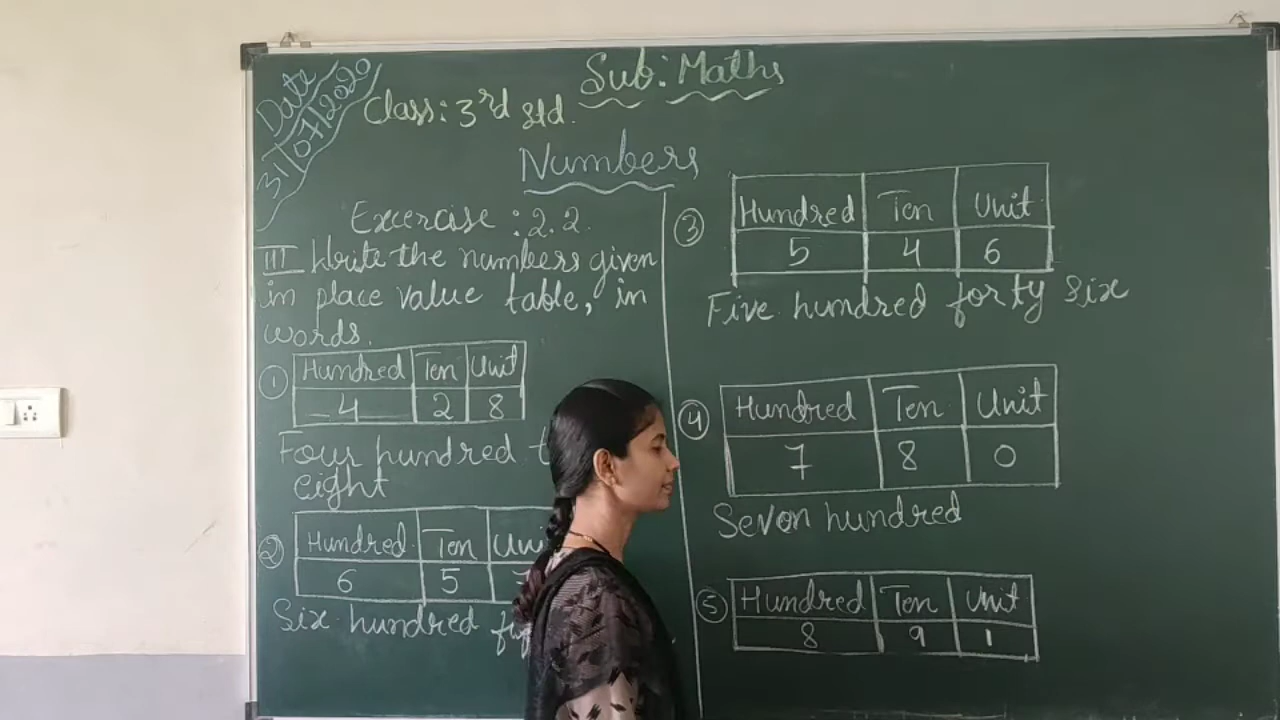 Date
31/07/2020
Sub: Maths
Class: 3rd std.
Numbers
Excercise: 2.2.
III Write the numbers given
in place value table, in
words.
① Hundred Ten Unit
4 2 8
Four hundred
eight
② Hundred Ten
6 5
Six hundred
③ Hundred Ten Unit
5 4 6
Five hundred forty six
④ Hundred Ten Unit
7 8 0
Seven hundred
⑤ Hundred Ten Unit
8 9 1